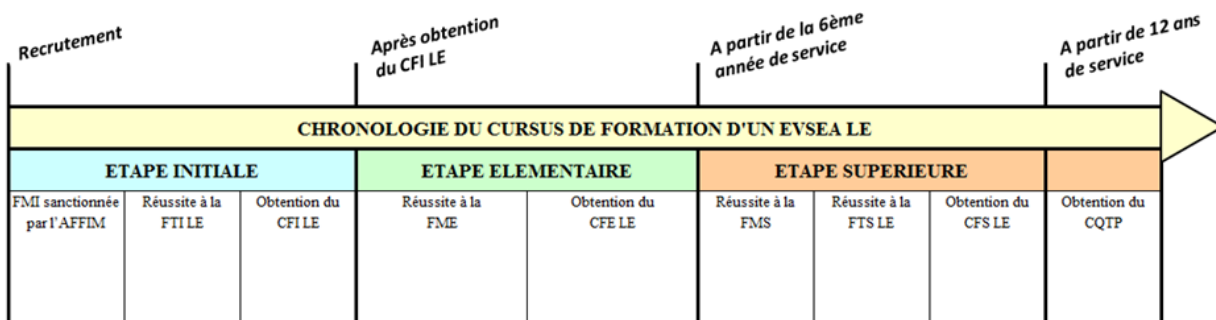 Recrutement
Après obtention
du CFI LE
A partir de la 6ème
année de service
A partir de 12 ans
de service
CHRONOLOGIE DU CURSUS DE FORMATION D'UN EVSEA LE
ETAPE INITIALE
ETAPE ELEMENTAIRE
ETAPE SUPERIEURE
FMI sanctionnée
par l'AFFIM
Réussite à la
FTI LE
Obtention du
CFI LE
Réussite à la
FME
Obtention du
CFE LE
Réussite à la
FMS
Réussite à la
FTS LE
Obtention du
CFS LE
Obtention du
CQTP